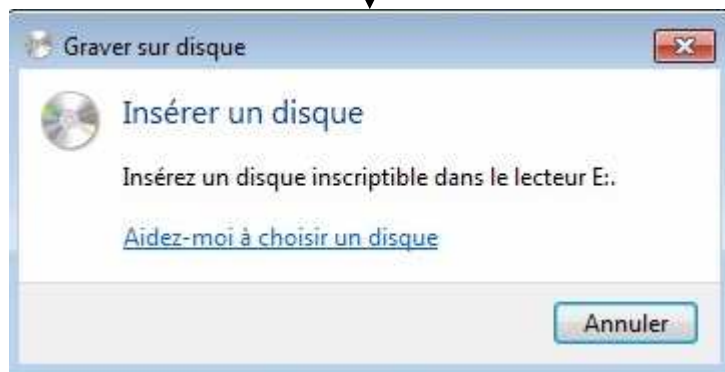 Graver sur disque
Insérer un disque
Insérez un disque inscriptible dans le lecteur E:.
Aidez-moi à choisir un disque
Annuler